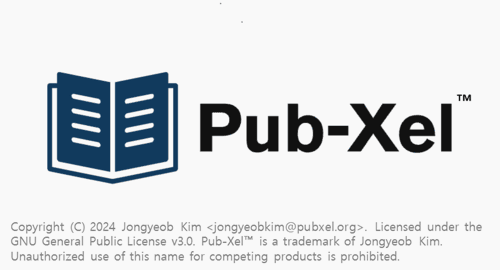 Pub-Xel™
Copyright (C) 2024 Jongyeob Kim <jongyeobkim@pubxel.org>. Licensed under the
GNU General Public License v3.0. Pub-Xel™ is a trademark of Jongyeob Kim.
Unauthorized use of this name for competing products is prohibited.